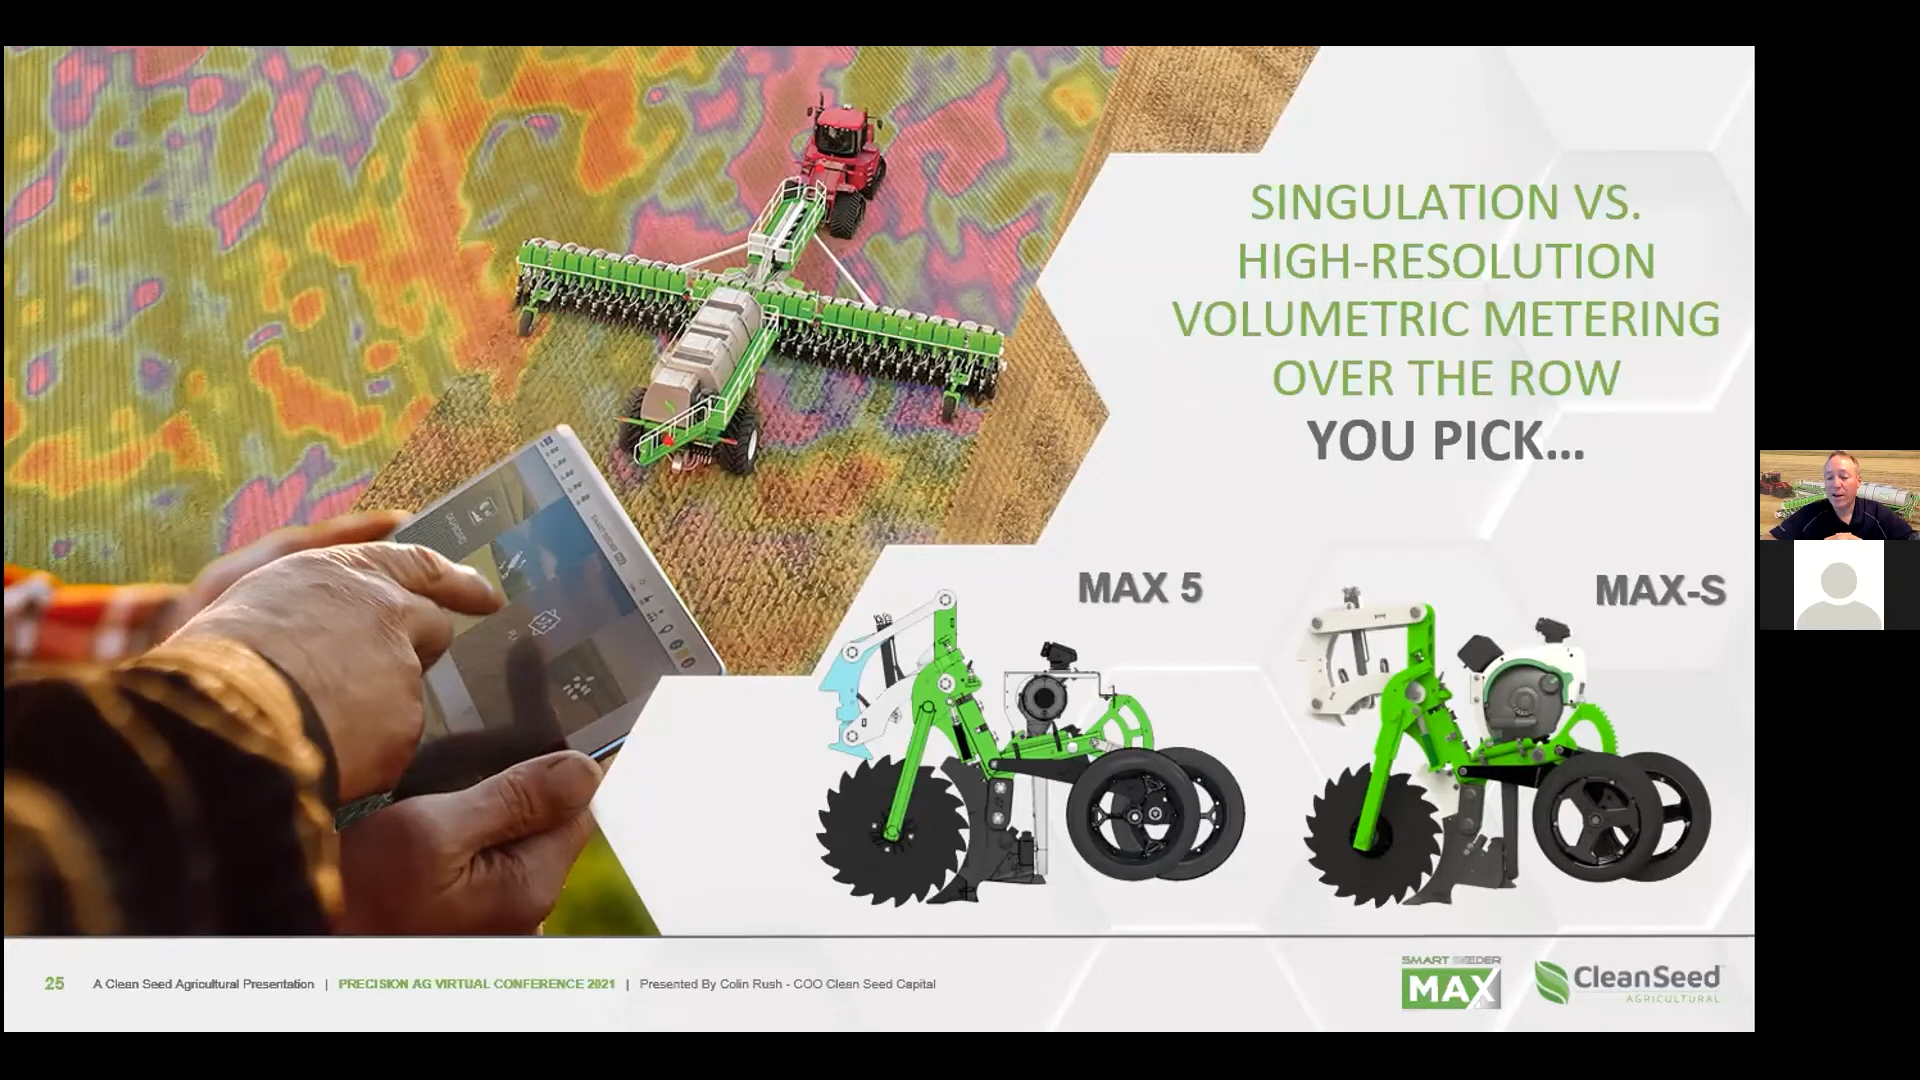 SINGULATION VS.
HIGH-RESOLUTION
VOLUMETRIC METERING
OVER THE ROW
YOU PICK...
MAX 5
MAX-S
25 A Clean Seed Agricultural Presentation | PRECISION AG VIRTUAL CONFERENCE 2021 | Presented By Colin Rush - COO Clean Seed Capital
SMART SEEDER
MAX
CleanSeed
AGRICULTURAL